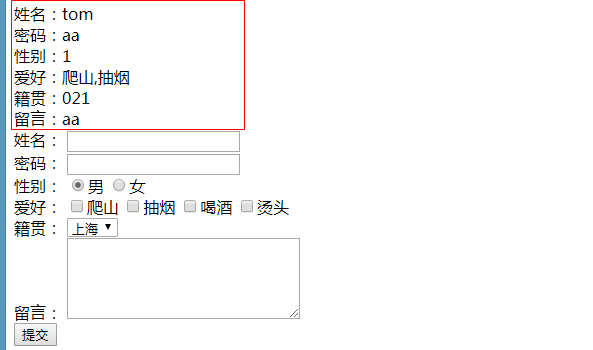 姓名：tom
密码：aa
性别：1
爱好：爬山,抽烟
籍贯：021
留言：aa
姓名：
密码：
性别： 男 女
爱好： 爬山 抽烟 喝酒 烫头
籍贯： 上海
留言：
提交